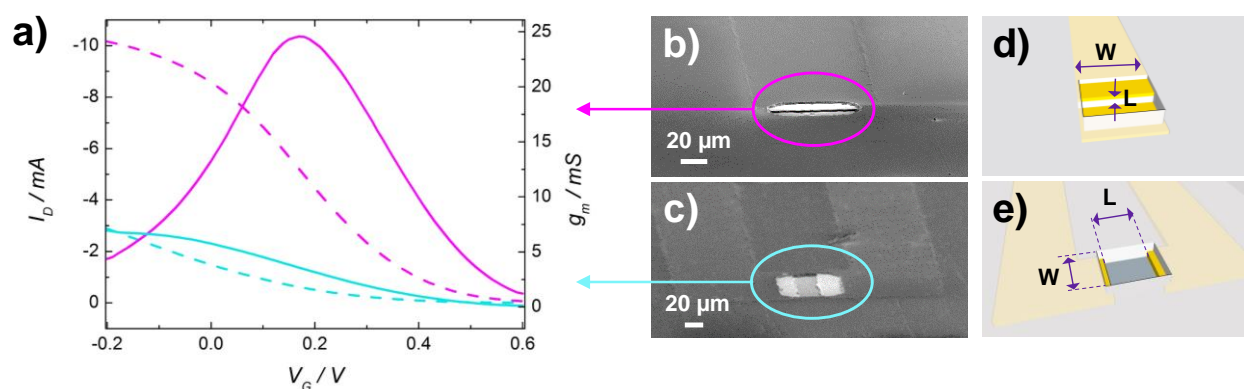 a)
I_D / mA
-10
-8
-6
-4
-2
0
25
20
15
10
5
0
g_m / mS
-0.2 0.0 0.2 0.4 0.6
V_G / V
b)
20 µm
c)
20 µm
d)
W
L
e)
L
W